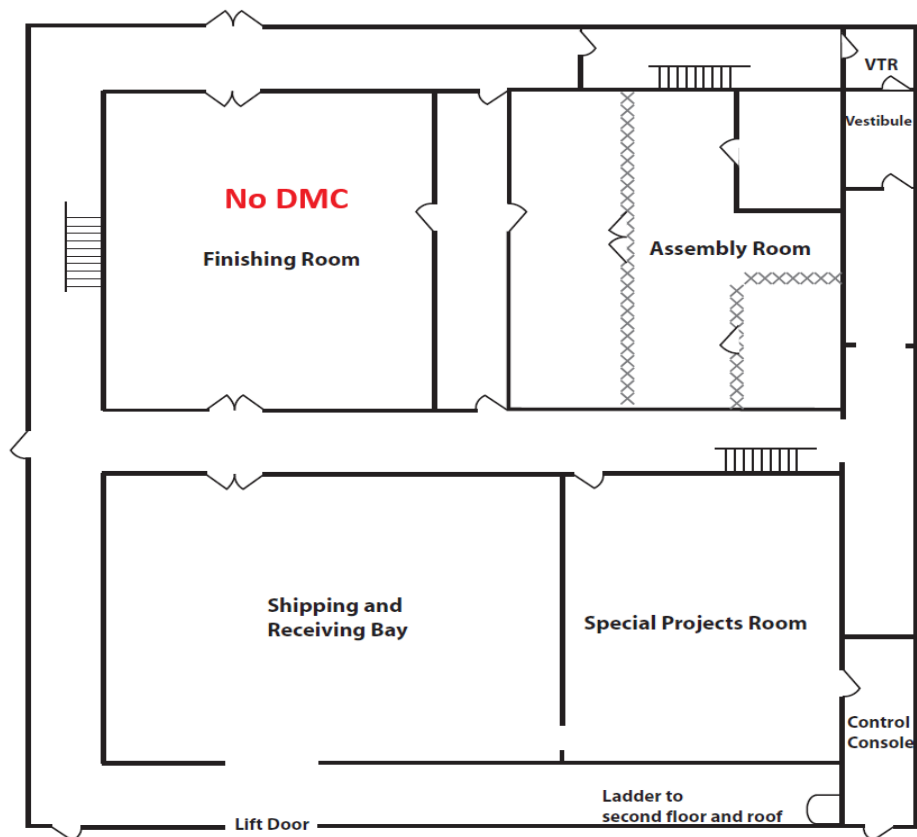 VTR
Vestibule
No DMC
Finishing Room
Assembly Room
Shipping and
Receiving Bay
Special Projects Room
Control
Console
Ladder to
second floor and roof
Lift Door